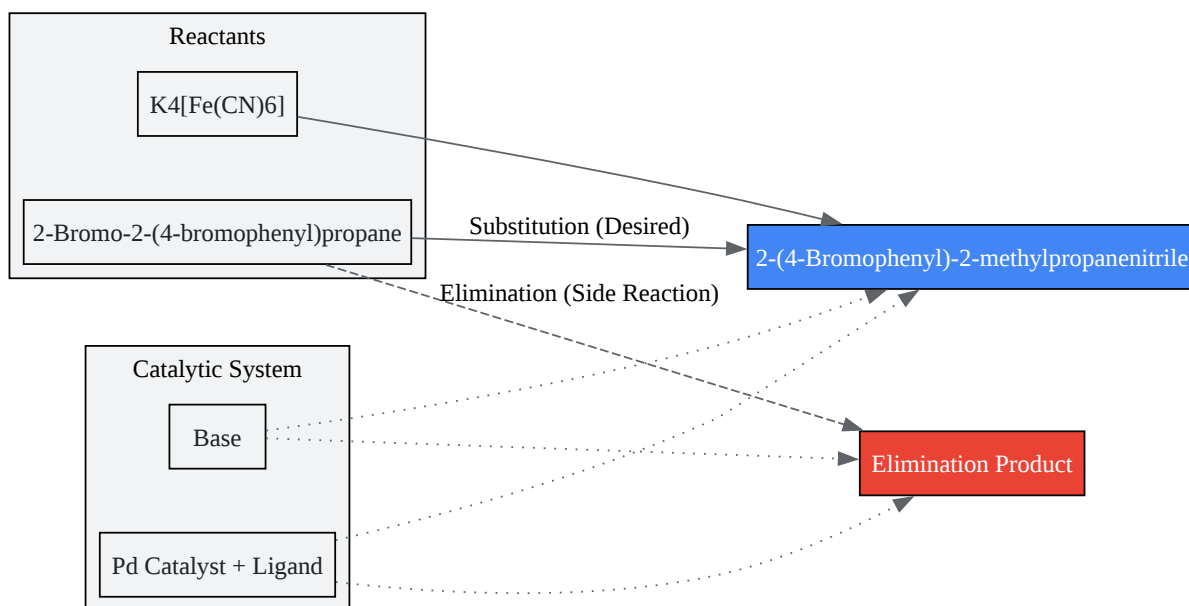 Reactants
K4[Fe(CN)6]
2-Bromo-2-(4-bromophenyl)propane
Substitution (Desired)
2-(4-Bromophenyl)-2-methylpropanenitrile
Elimination (Side Reaction)
Catalytic System
Base
Elimination Product
Pd Catalyst + Ligand